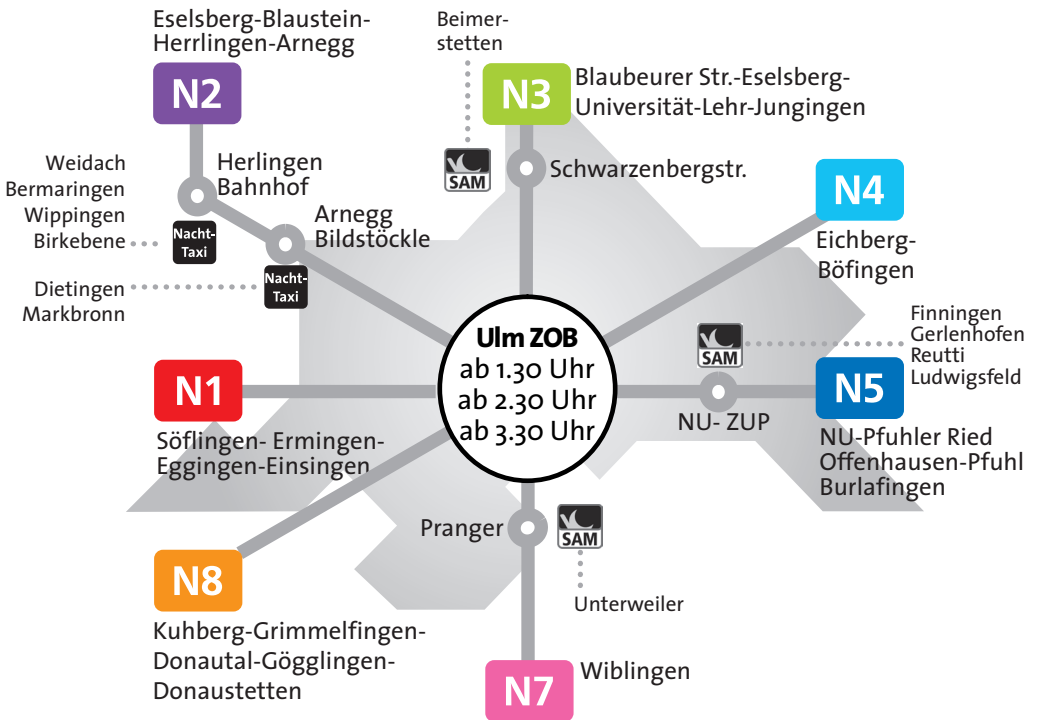 Eselsberg-Blaustein-
Herrlingen-Arnegg
N2
Beimer-
stetten
SAM
N3
Blaubeurer Str.-Eselsberg-
Universität-Lehr-Jungingen
Schwarzenbergstr.
Weidach
Bermaringen
Wippingen
Birkebene
Herlingen
Bahnhof
Nacht-
Taxi
Arnegg
Bildstöckle
Nacht-
Taxi
Dietingen
Markbronn
N4
Eichberg-
Böfingen
Ulm ZOB
ab 1.30 Uhr
ab 2.30 Uhr
ab 3.30 Uhr
SAM
Finningen
Gerlenhofen
Reutti
Ludwigsfeld
NU- ZUP
N5
NU-Pfuhler Ried
Offenhausen-Pfuhl
Burlafingen
N1
Söflingen- Ermingen-
Eggingen-Einsingen
Pranger
SAM
Unterweiler
N8
Kuhberg-Grimmelfingen-
Donautal-Gögglingen-
Donaustetten
N7
Wiblingen